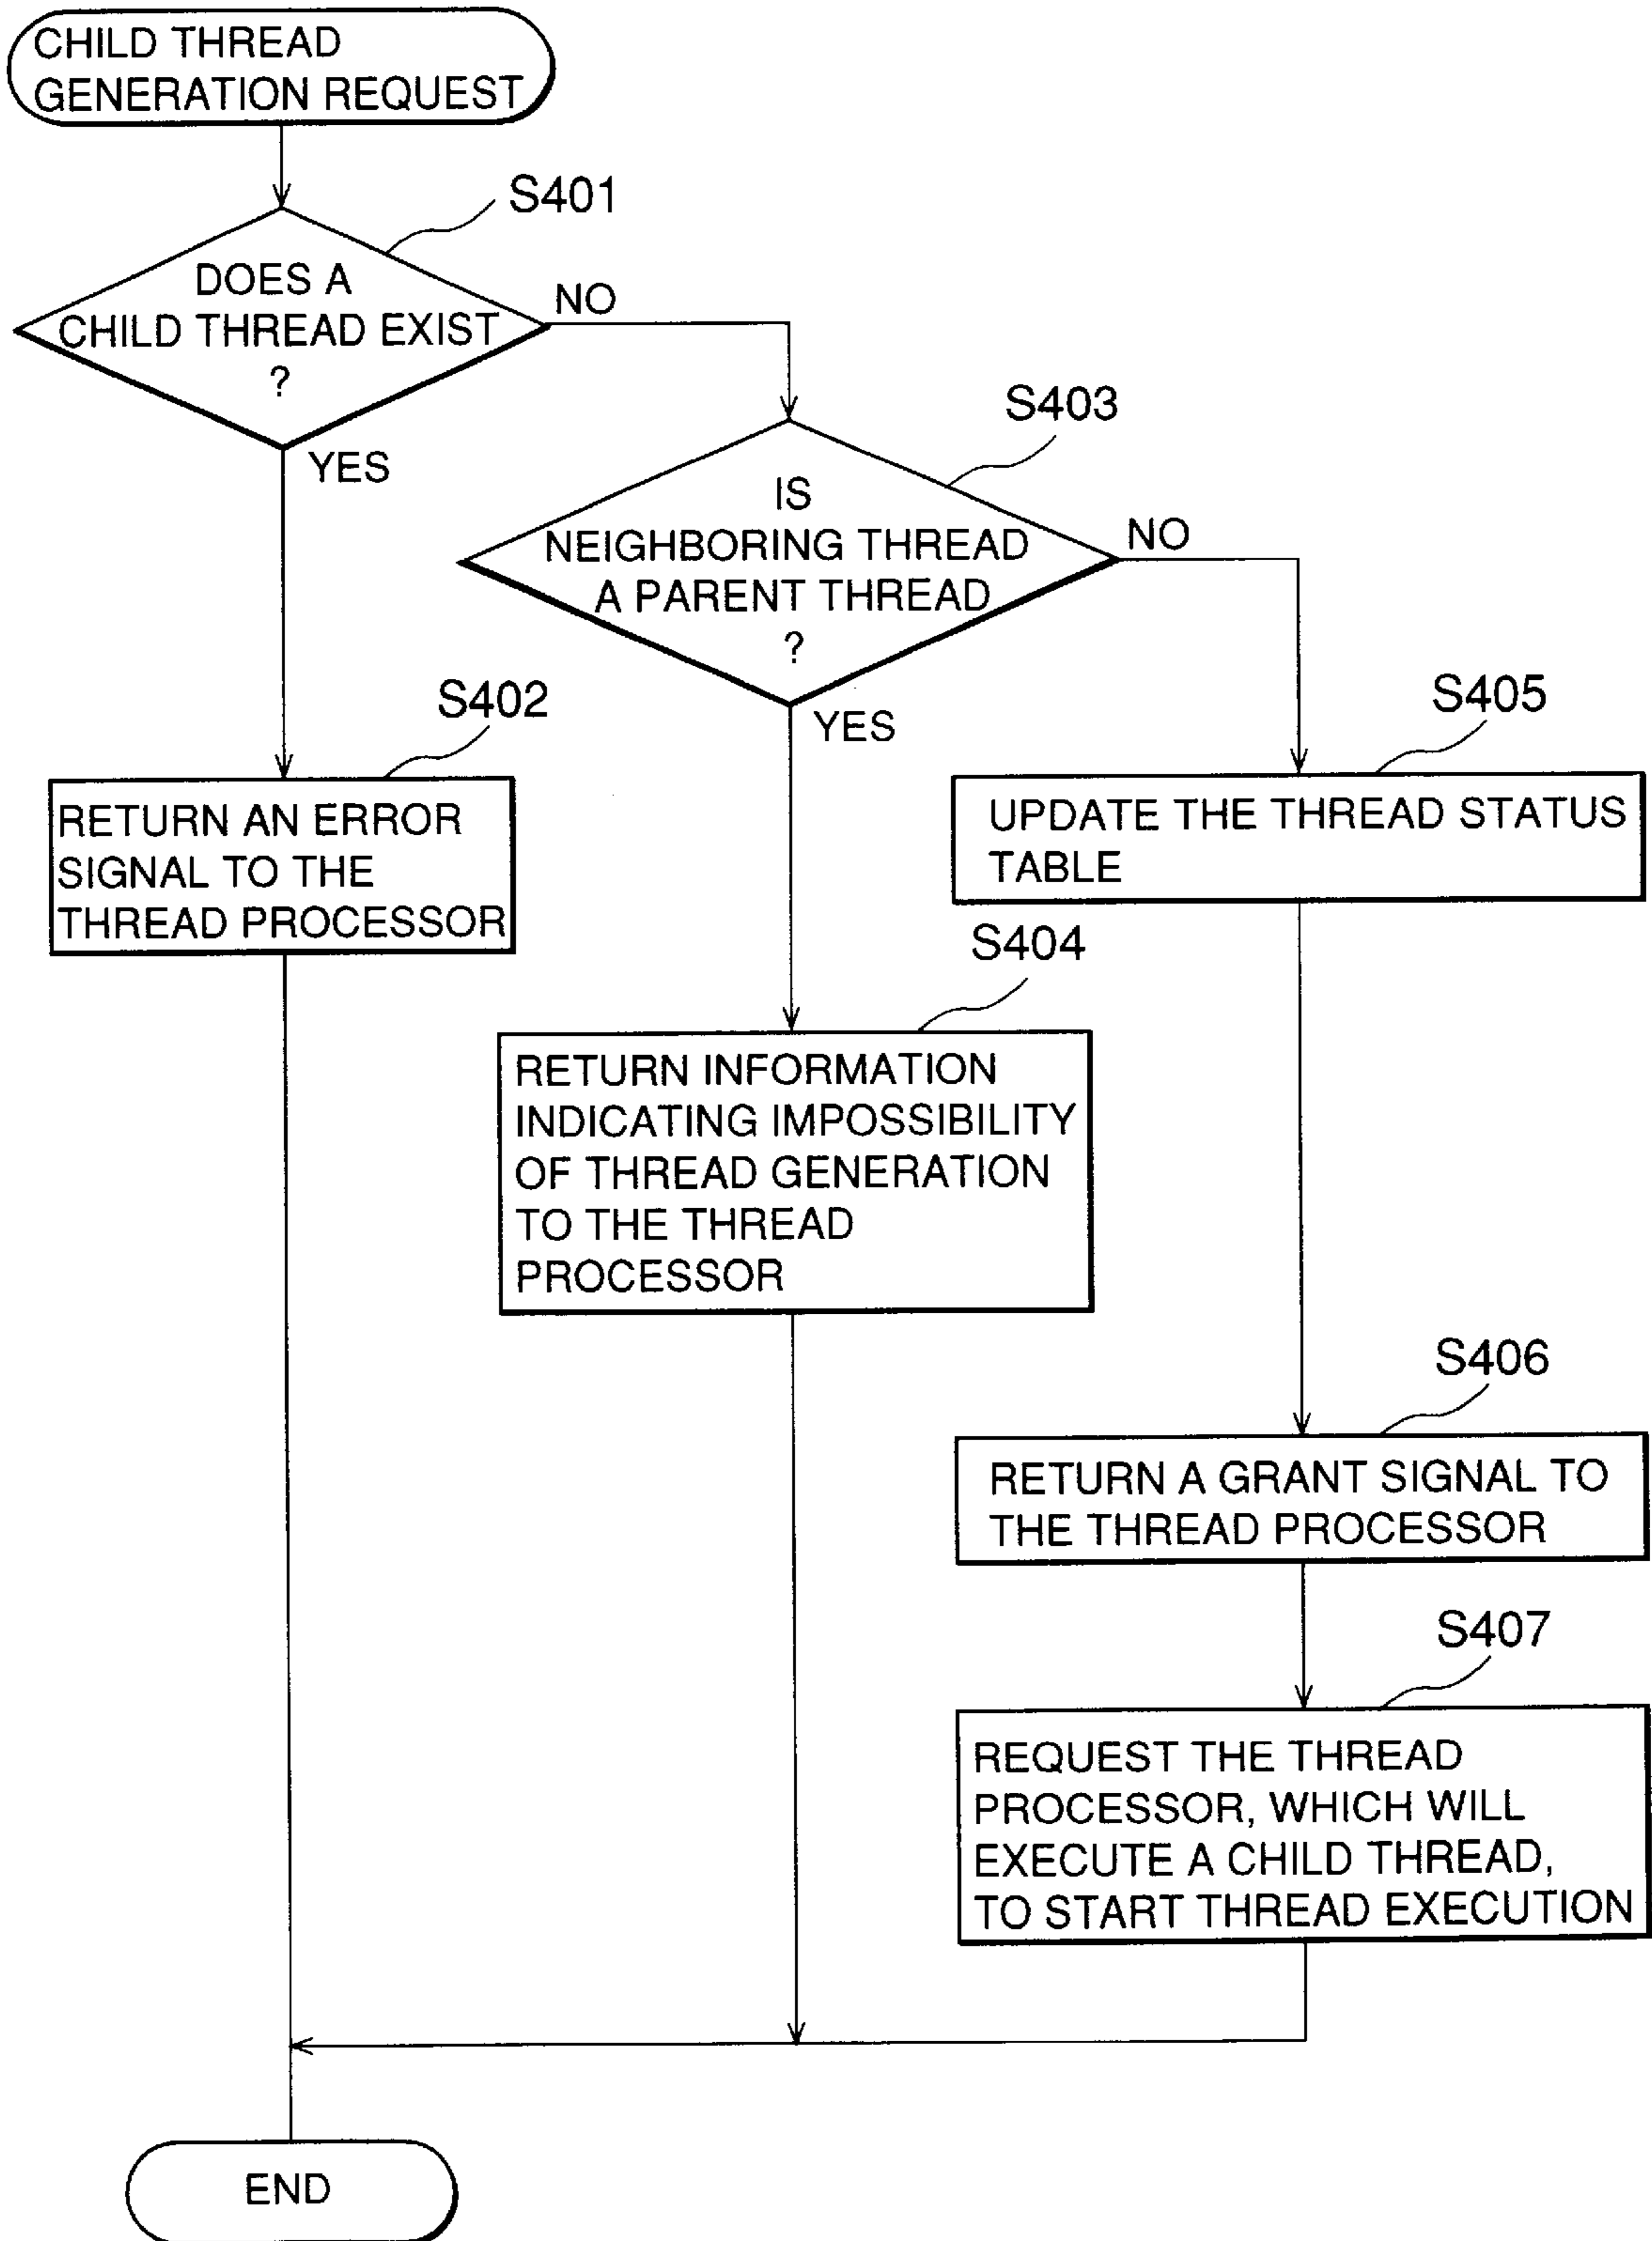 CHILD THREAD
GENERATION REQUEST
S401
DOES A
CHILD THREAD EXIST
?
NO
YES
S403
IS
NEIGHBORING THREAD
A PARENT THREAD
?
NO
YES
S402
RETURN AN ERROR
SIGNAL TO THE
THREAD PROCESSOR
S405
UPDATE THE THREAD STATUS
TABLE
S404
RETURN INFORMATION
INDICATING IMPOSSIBILITY
OF THREAD GENERATION
TO THE THREAD
PROCESSOR
S406
RETURN A GRANT SIGNAL TO
THE THREAD PROCESSOR
S407
REQUEST THE THREAD
PROCESSOR, WHICH WILL
EXECUTE A CHILD THREAD,
TO START THREAD EXECUTION
END